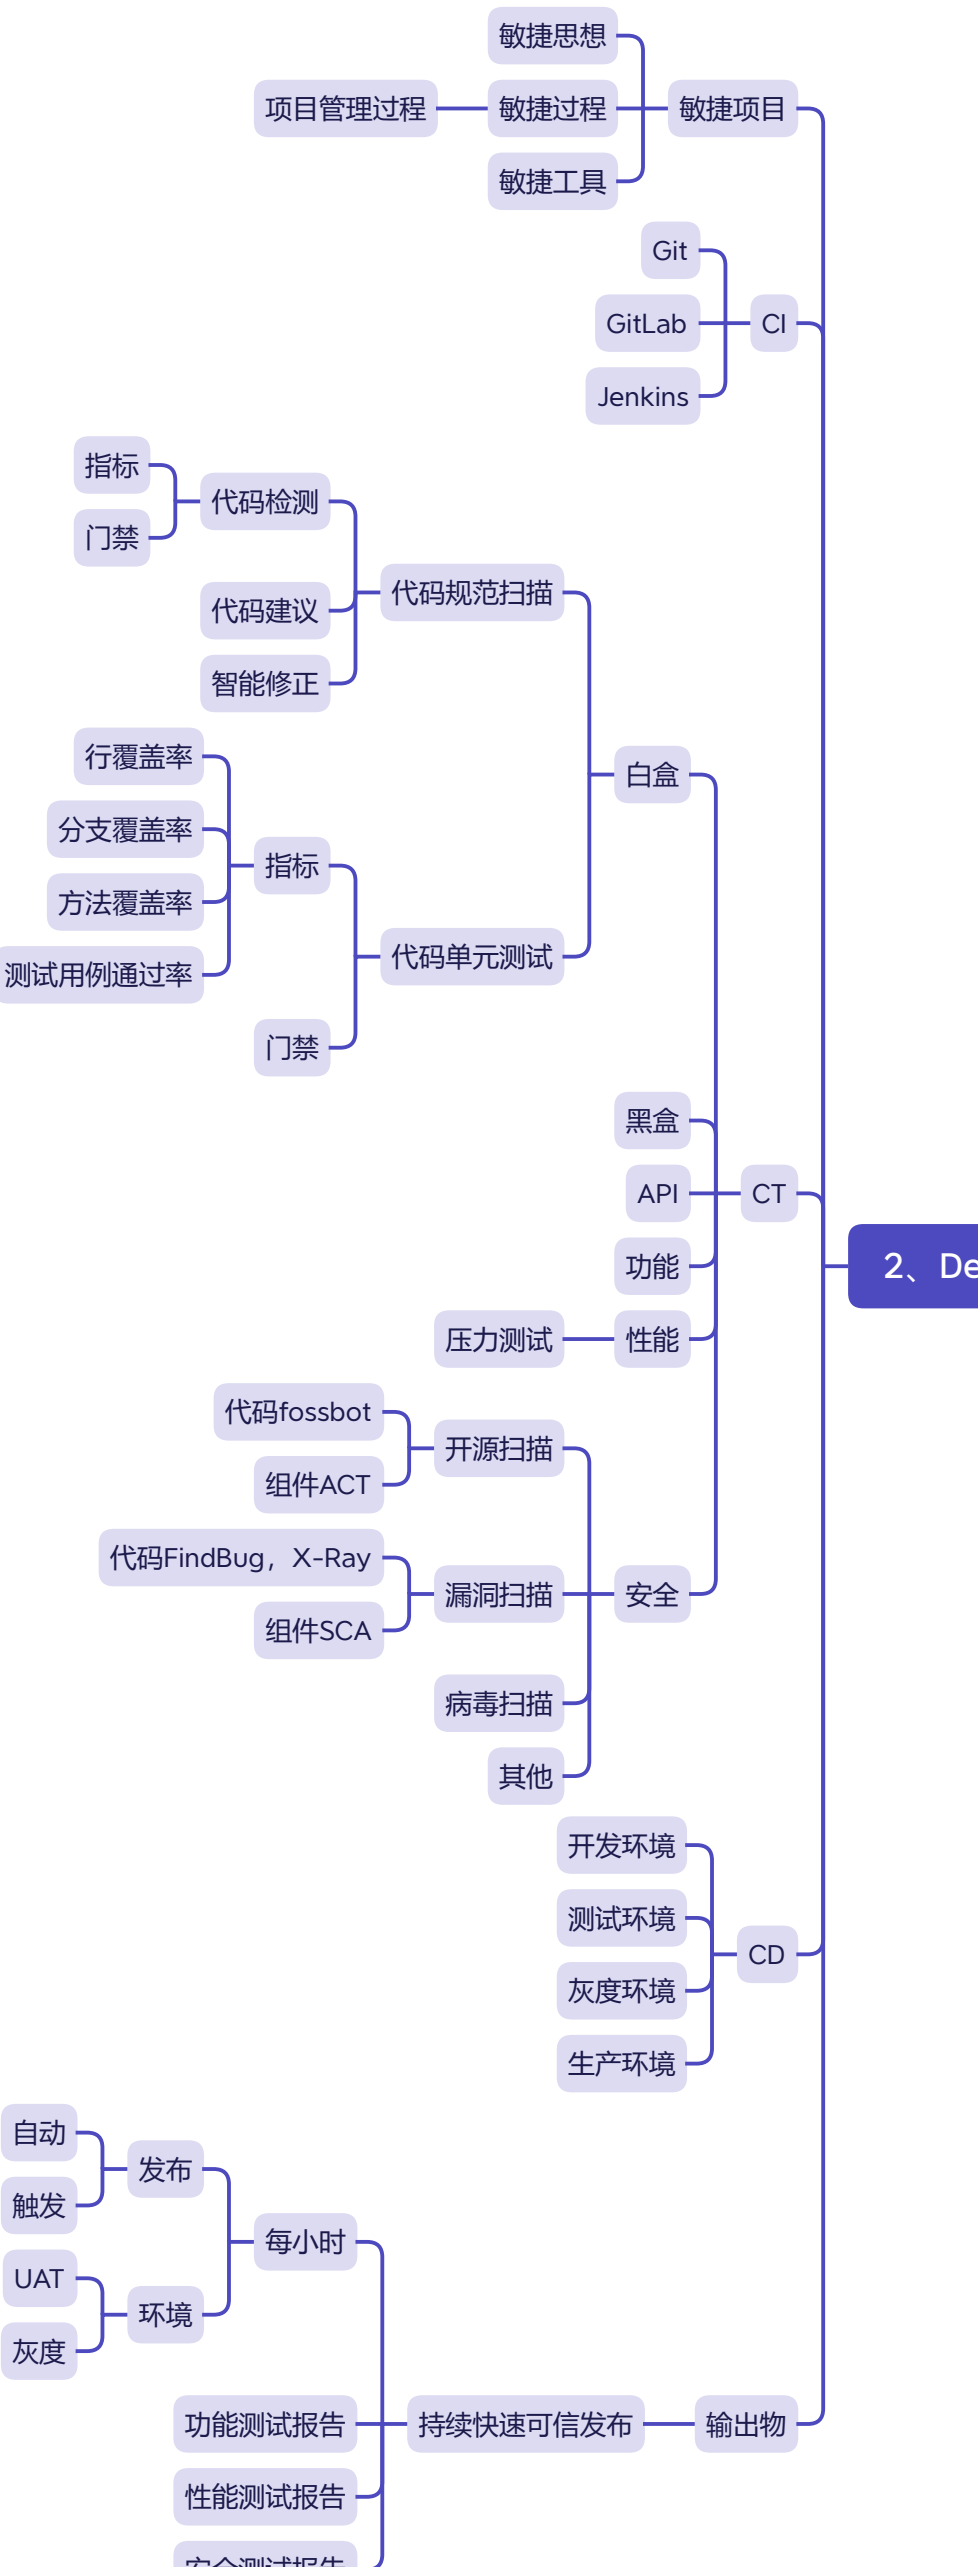 敏捷思想
项目管理过程
敏捷过程
敏捷项目
敏捷工具
Git
GitLab
CI
Jenkins
指标
代码检测
门禁
代码规范扫描
代码建议
智能修正
行覆盖率
白盒
分支覆盖率
指标
方法覆盖率
代码单元测试
测试用例通过率
门禁
黑盒
API
CT
功能
2、De
压力测试
性能
代码fossbot
开源扫描
组件ACT
代码FindBug，X-Ray
漏洞扫描
安全
组件SCA
病毒扫描
其他
开发环境
测试环境
CD
灰度环境
生产环境
自动
发布
触发
每小时
UAT
环境
灰度
功能测试报告
持续快速可信发布
输出物
性能测试报告
安全测试报告